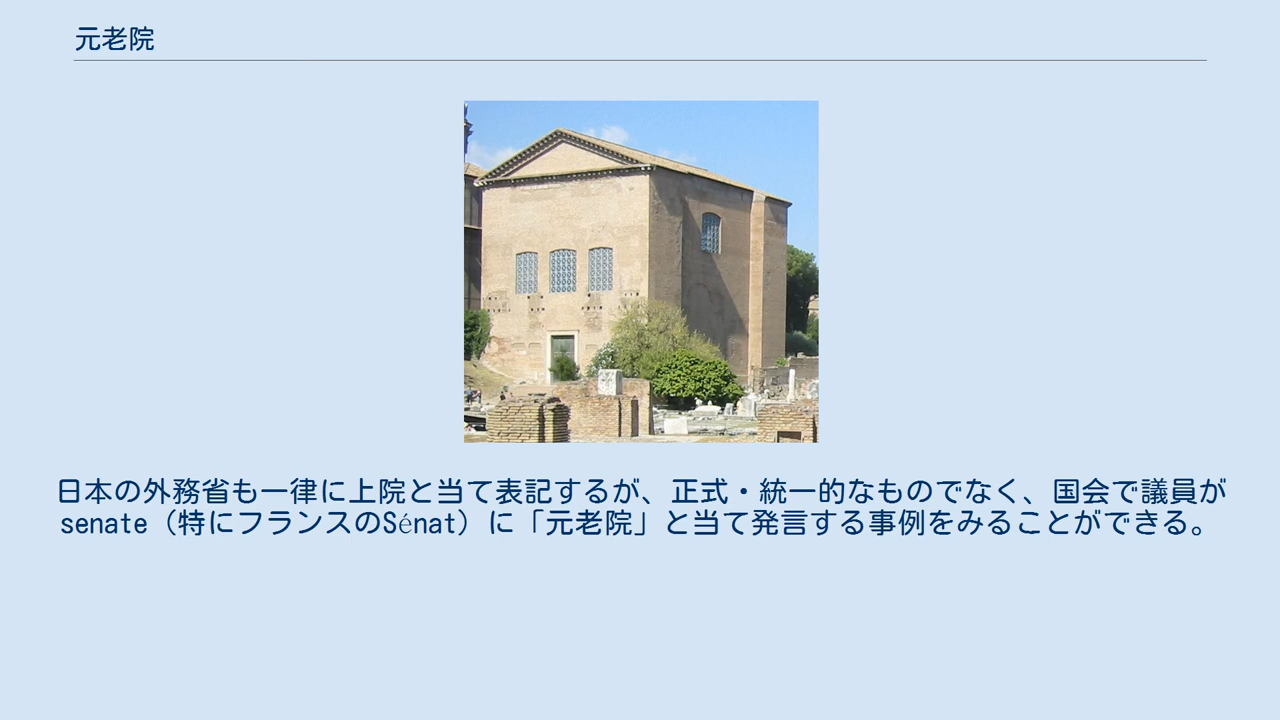 元老院
日本の外務省も一律に上院と当て表記するが、正式・統一的なものでなく、国会で議員が
senate（特にフランスのSénat）に「元老院」と当て発言する事例をみることができる。